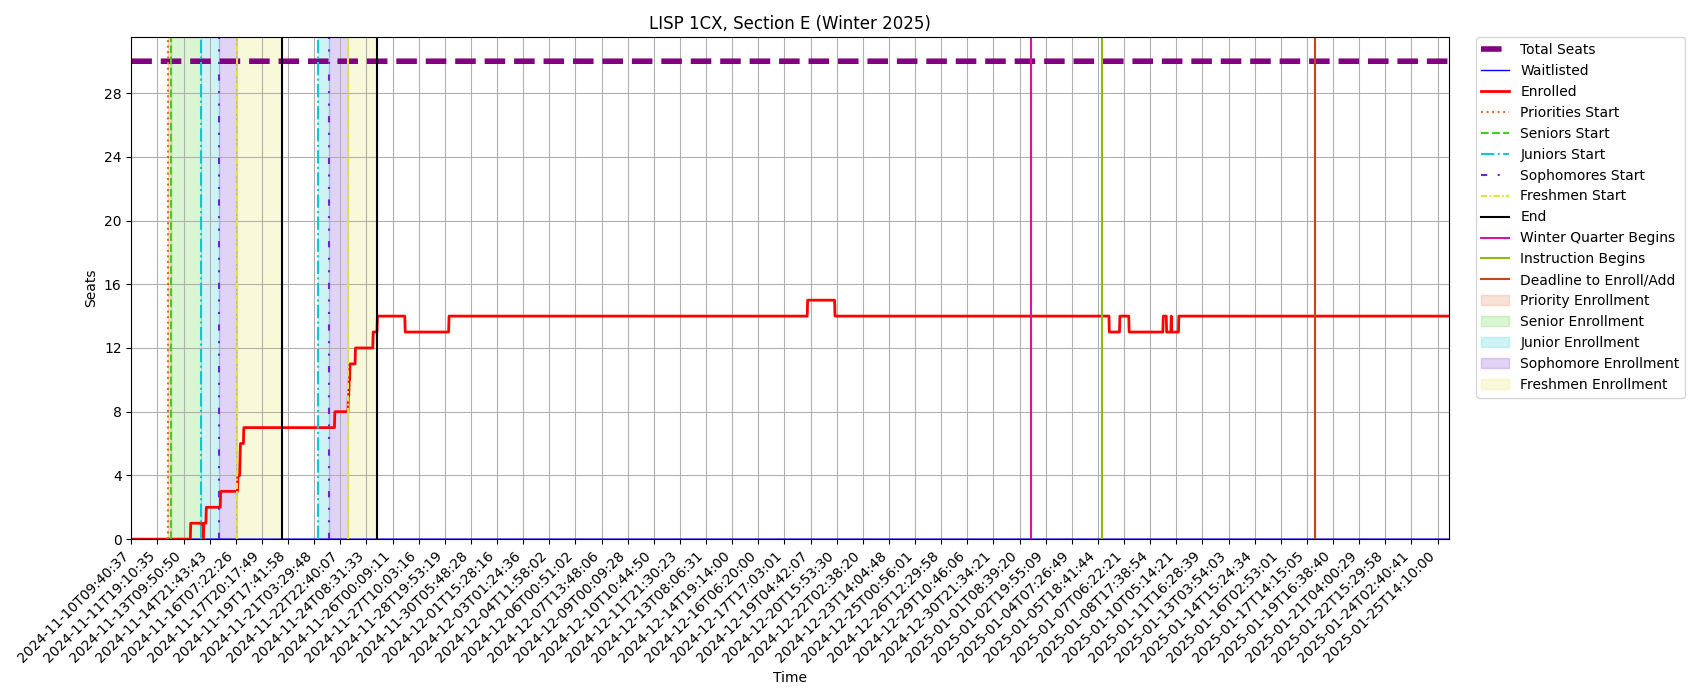 LISP 1CX, Section E (Winter 2025)
Seats
28
24
20
16
12
8
4
0
2024-11-10T09:40:37
2024-11-11T19:10:35
2024-11-13T09:50:50
2024-11-14T21:43:43
2024-11-16T07:22:26
2024-11-17T20:17:49
2024-11-19T17:41:58
2024-11-21T03:29:48
2024-11-22T22:40:07
2024-11-24T08:31:33
2024-11-26T00:09:11
2024-11-27T10:03:16
2024-11-28T19:53:19
2024-11-30T05:48:28
2024-12-01T15:28:16
2024-12-03T01:24:36
2024-12-04T11:58:02
2024-12-06T00:51:02
2024-12-07T13:48:06
2024-12-09T00:09:28
2024-12-10T10:44:50
2024-12-11T21:30:23
2024-12-13T08:06:31
2024-12-14T19:14:00
2024-12-16T06:20:00
2024-12-17T17:03:01
2024-12-19T04:42:07
2024-12-20T15:53:30
2024-12-22T02:38:20
2024-12-23T14:04:48
2024-12-25T00:56:01
2024-12-26T12:29:58
2024-12-29T10:46:06
2024-12-30T21:34:21
2025-01-01T08:39:20
2025-01-02T19:55:09
2025-01-04T07:26:49
2025-01-05T18:41:44
2025-01-07T06:22:21
2025-01-08T17:38:54
2025-01-10T05:14:21
2025-01-11T16:28:39
2025-01-13T03:54:03
2025-01-14T15:24:34
2025-01-16T02:53:01
2025-01-17T14:15:05
2025-01-19T16:38:40
2025-01-21T04:00:29
2025-01-22T15:29:58
2025-01-24T02:40:41
2025-01-25T14:10:00
Time
Total Seats
Waitlisted
Enrolled
Priorities Start
Seniors Start
Juniors Start
Sophomores Start
Freshmen Start
End
Winter Quarter Begins
Instruction Begins
Deadline to Enroll/Add
Priority Enrollment
Senior Enrollment
Junior Enrollment
Sophomore Enrollment
Freshmen Enrollment